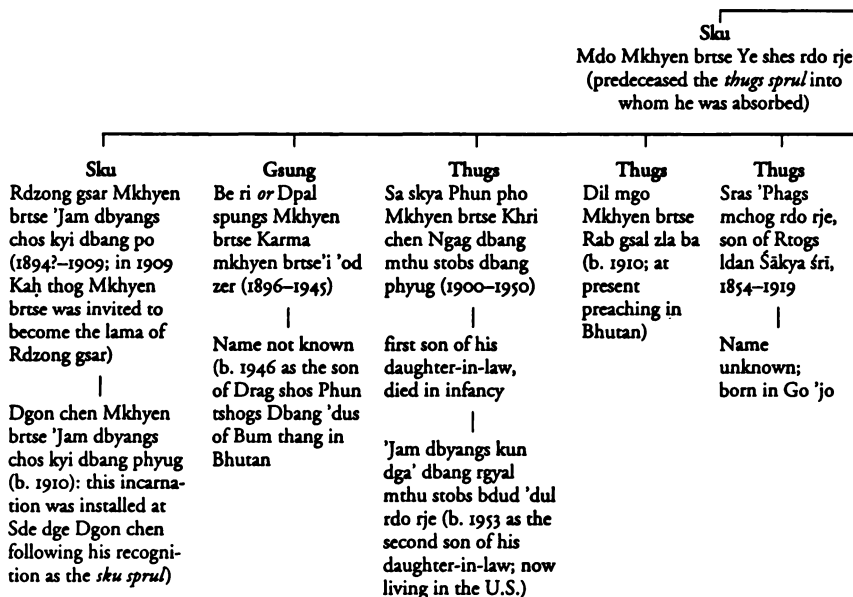 Sku
Mdo Mkhyen brtse Ye shes rdo rje
(predeceased the thugs sprul into
whom he was absorbed)
Sku
Rdzong gsar Mkhyen
brtse 'Jam dbyangs
chos kyi dbang po
(1894?–1909; in 1909
Kaḥ thog Mkhyen
brtse was invited to
become the lama of
Rdzong gsar)
Dgon chen Mkhyen
brtse 'Jam dbyangs
chos kyi dbang phyug
(b. 1910): this incarna-
tion was installed at
Sde dge Dgon chen
following his recogni-
tion as the sku sprul)
Gsung
Be ri or Dpal
spungs Mkhyen
brtse Karma
mkhyen brtse'i 'od
zer (1896–1945)
Name not known
(b. 1946 as the son
of Drag shos Phun
tshogs Dbang 'dus
of Bum thang in
Bhutan
Thugs
Sa skya Phun pho
Mkhyen brtse Khri
chen Ngag dbang
mthu stobs dbang
phyug (1900–1950)
first son of his
daughter-in-law,
died in infancy
'Jam dbyangs kun
dga' dbang rgyal
mthu stobs bdud 'dul
rdo rje (b. 1953 as the
second son of his
daughter-in-law; now
living in the U.S.)
Thugs
Dil mgo
Mkhyen brtse
Rab gsal zla ba
(b. 1910; at
present
preaching in
Bhutan)
Thugs
Sras 'Phags
mchog rdo rje,
son of Rtogs
ldan Śākya śrī,
1854–1919
Name
unknown;
born in Go 'jo